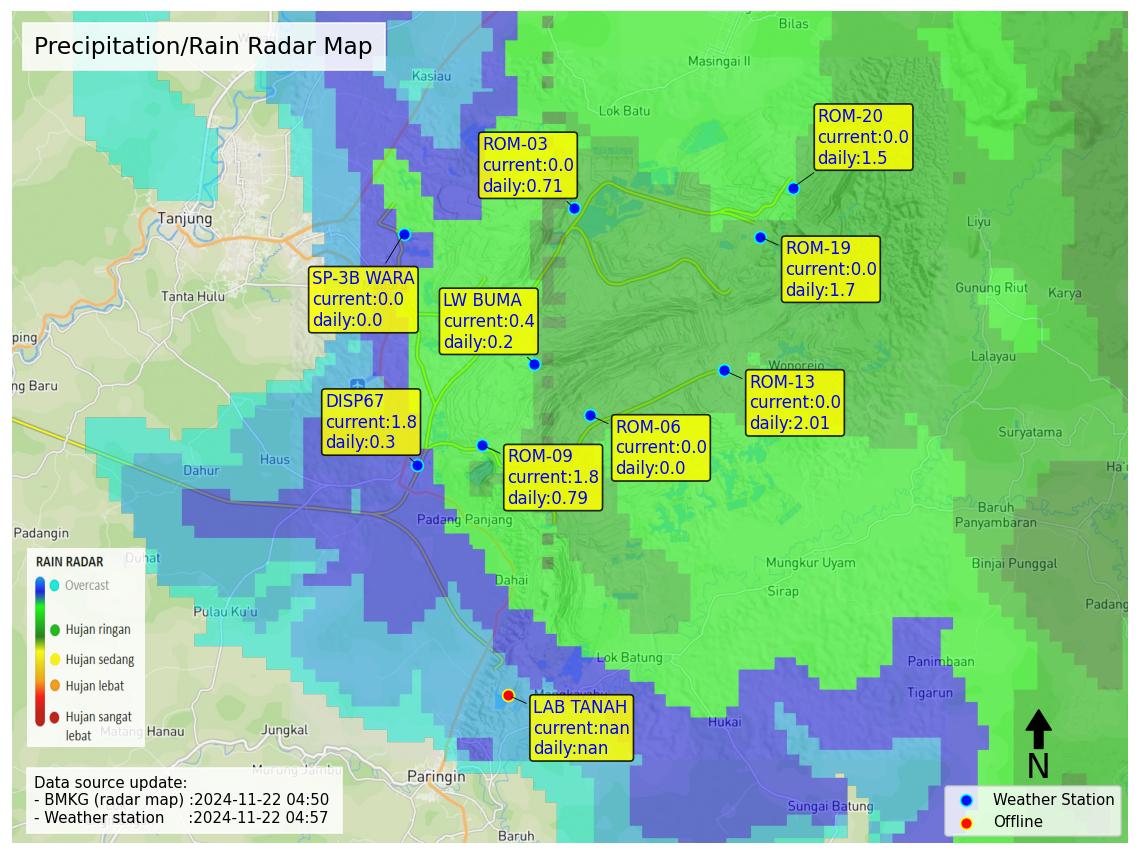 Precipitation/Rain Radar Map
Bilas
Masingai II
Kasiau
Lok Batu
ROM-20
current:0.0
daily:1.5
ROM-03
current:0.0
daily:0.71
Tanjung
Liyu
ROM-19
current:0.0
daily:1.7
SP-3B WARA
current:0.0
daily:0.0
Tanta Hulu
LW BUMA
current:0.4
daily:0.2
Gunung Riut
Karya
ping
Lalayau
Wonorejo
ng Baru
ROM-13
current:0.0
daily:2.01
DISP67
current:1.8
daily:0.3
ROM-06
current:0.0
daily:0.0
Suryatama
Haus
Dahur
ROM-09
current:1.8
daily:0.79
Ha'u
Baruh
Panyambaran
Padang Panjang
Padangin
Duhat
Mungkur Uyam
Binjai Punggal
Dahai
Sirap
Padang
Pulau Ku'u
RAIN RADAR
Overcast
Hujan ringan
Hujan sedang
Hujan lebat
Hujan sangat
lebat
Lok Batung
Panimbaan
Tigarun
LAB TANAH
current:nan
daily:nan
Hukai
Matang Hanau
Jungkal
Murung Jambu
Paringin
N
Data source update:
- BMKG (radar map) :2024-11-22 04:50
- Weather station :2024-11-22 04:57
Sungai Batung
Baruh
Weather Station
Offline